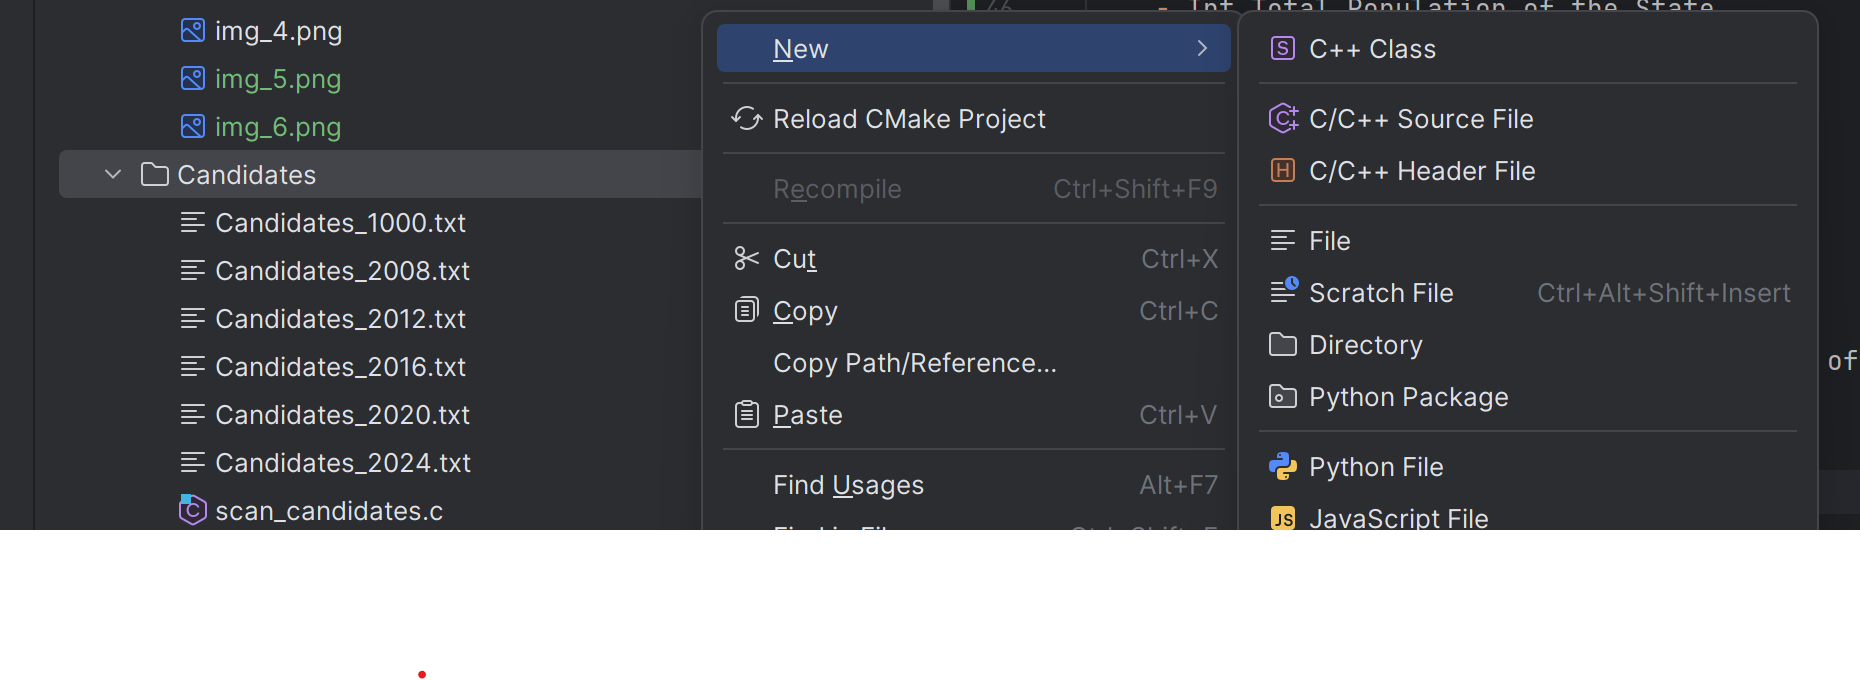 img_4.png
img_5.png
img_6.png
Candidates
Candidates_1000.txt
Candidates_2008.txt
Candidates_2012.txt
Candidates_2016.txt
Candidates_2020.txt
Candidates_2024.txt
scan_candidates.c
46
- Int Total Population of the State
New
Reload CMake Project
Recompile Ctrl+Shift+F9
Cut Ctrl+X
Copy Ctrl+C
Copy Path/Reference...
Paste Ctrl+V
Find Usages Alt+F7
C++ Class
C/C++ Source File
C/C++ Header File
File
Scratch File Ctrl+Alt+Shift+Insert
Directory
Python Package
Python File
JavaScript File
of